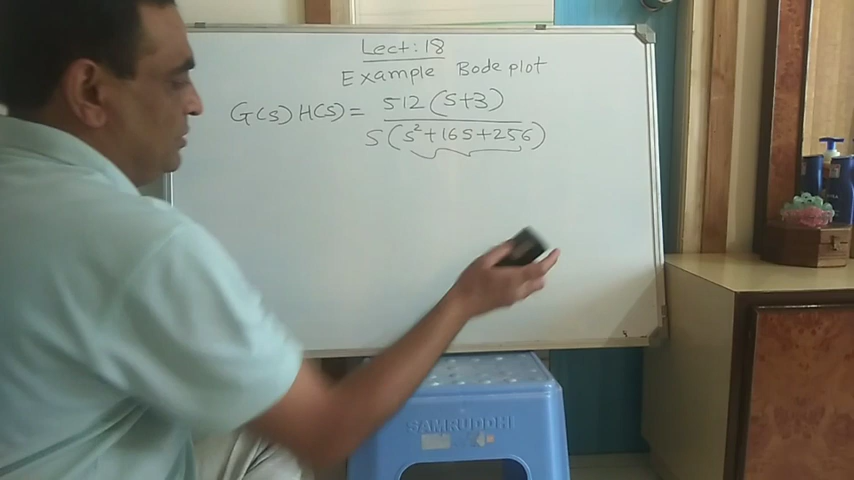 Lect:18
Example Bode plot
G(s) H(s) = 512 (s+3)
s(s²+16s+256)
SAMRUDDHI